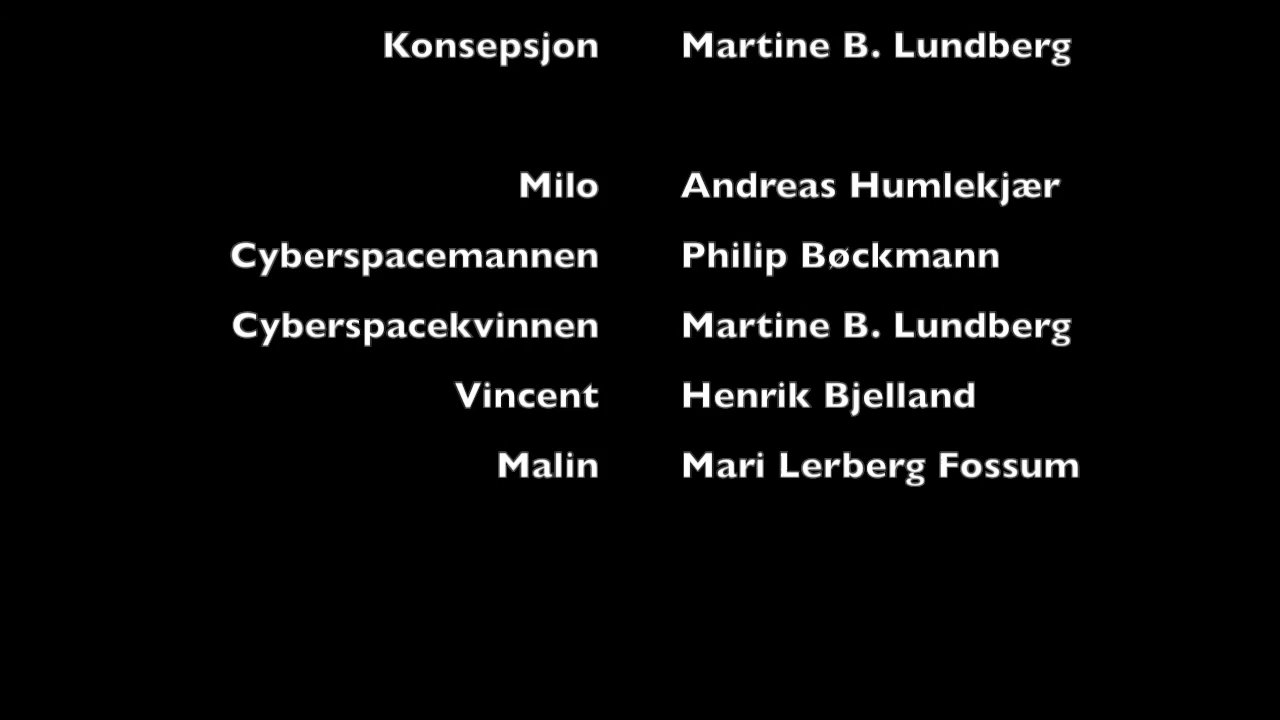 Konsepsjon Martine B. Lundberg
Milo Andreas Humlekjær
Cyberspacemannen Philip Bøckmann
Cyberspacekvinnen Martine B. Lundberg
Vincent Henrik Bjelland
Malin Mari Lerberg Fossum